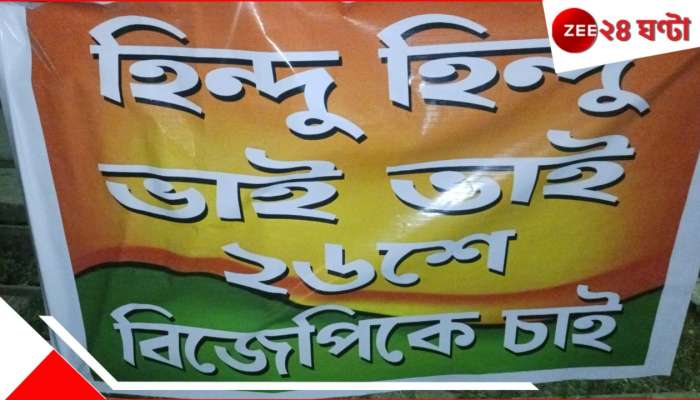 ZEE ২৪ ঘণ্টা
হিন্দু হিন্দু
ভাই ভাই
২৬শে
বিজেপিকে চাই